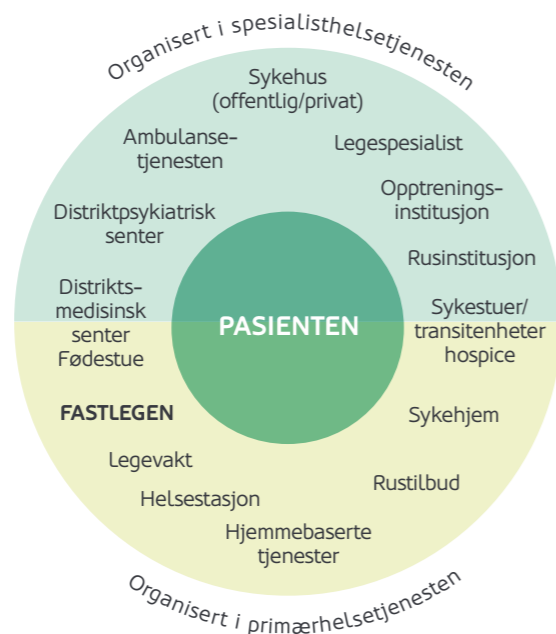 Organisert i spesialisthelsetjenesten
Sykehus
(offentlig/privat)
Ambulanse-
tjenesten
Legespesialist
Opptrenings-
institusjon
Distriktpsykiatrisk
senter
Rusinstitusjon
Distrikts-
medisinsk
senter
Fødestue
PASIENTEN
Sykestuer/
transitenheter
hospice
FASTLEGEN
Sykehjem
Legevakt
Rustilbud
Helsestasjon
Hjemmebaserte
tjenester
Organisert i primærhelsetjenesten